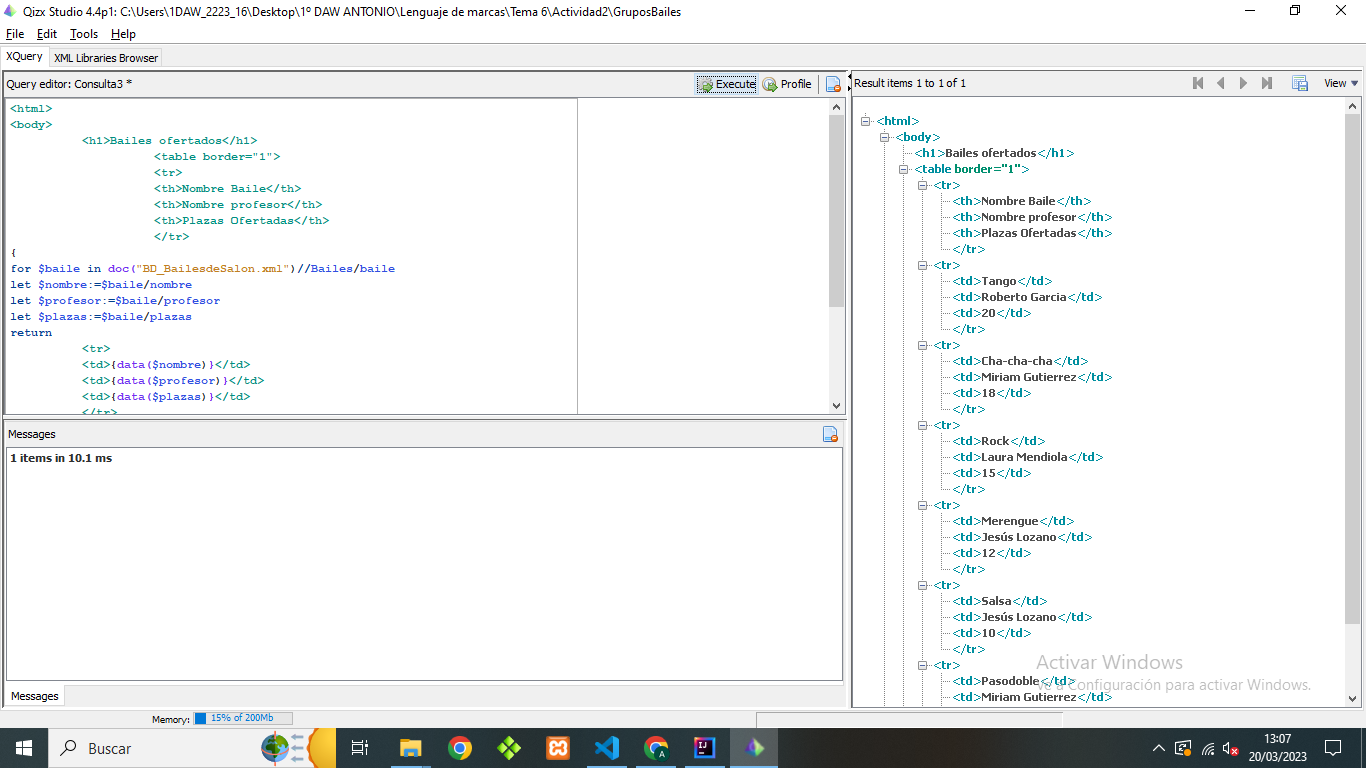 Qizx Studio 4.4p1: C:\Users\1DAW_2223_16\Desktop\1º DAW ANTONIO\Lenguaje de marcas\Tema 6\Actividad2\GruposBailes
File Edit Tools Help
XQuery XML Libraries Browser
Query editor: Consulta3 * Execute Profile
<html>
<body>
<h1>Bailes ofertados</h1>
<table border="1">
<tr>
<th>Nombre Baile</th>
<th>Nombre profesor</th>
<th>Plazas Ofertadas</th>
</tr>
{
for $baile in doc("BD_BailesdeSalon.xml")//Bailes/baile
let $nombre:=$baile/nombre
let $profesor:=$baile/profesor
let $plazas:=$baile/plazas
return
<tr>
<td>{data($nombre)}</td>
<td>{data($profesor)}</td>
<td>{data($plazas)}</td>
</tr>
Messages
1 items in 10.1 ms
Messages
Memory: 15% of 200Mb
Result items 1 to 1 of 1 View
<html>
<body>
<h1>Bailes ofertados</h1>
<table border="1">
<tr>
<th>Nombre Baile</th>
<th>Nombre profesor</th>
<th>Plazas Ofertadas</th>
</tr>
<tr>
<td>Tango</td>
<td>Roberto Garcia</td>
<td>20</td>
</tr>
<tr>
<td>Cha-cha-cha</td>
<td>Miriam Gutierrez</td>
<td>18</td>
</tr>
<tr>
<td>Rock</td>
<td>Laura Mendiola</td>
<td>15</td>
</tr>
<tr>
<td>Merengue</td>
<td>Jesús Lozano</td>
<td>12</td>
</tr>
<tr>
<td>Salsa</td>
<td>Jesús Lozano</td>
<td>10</td>
</tr>
<tr>
<td>Pasodoble</td>
<td>Miriam Gutierrez</td>
Activar Windows
Ve a Configuración para activar Windows.
Buscar
13:07
20/03/2023